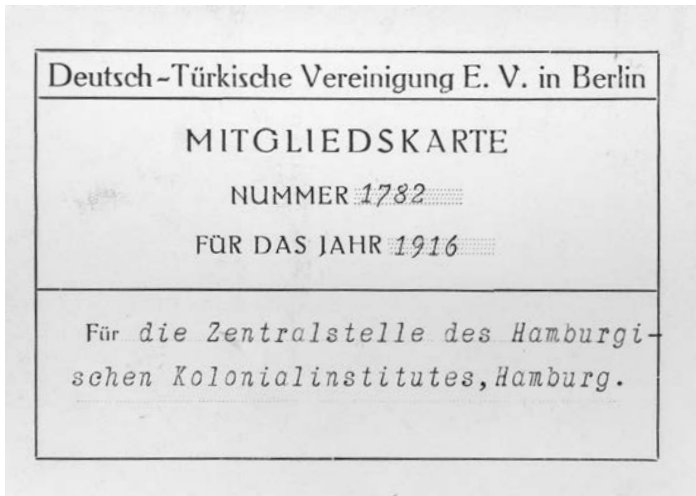 Deutsch-Türkische Vereinigung E. V. in Berlin
MITGLIEDSKARTE
NUMMER 1782
FÜR DAS JAHR 1916
Für die Zentralstelle des Hamburgi-
schen Kolonialinstitutes, Hamburg.